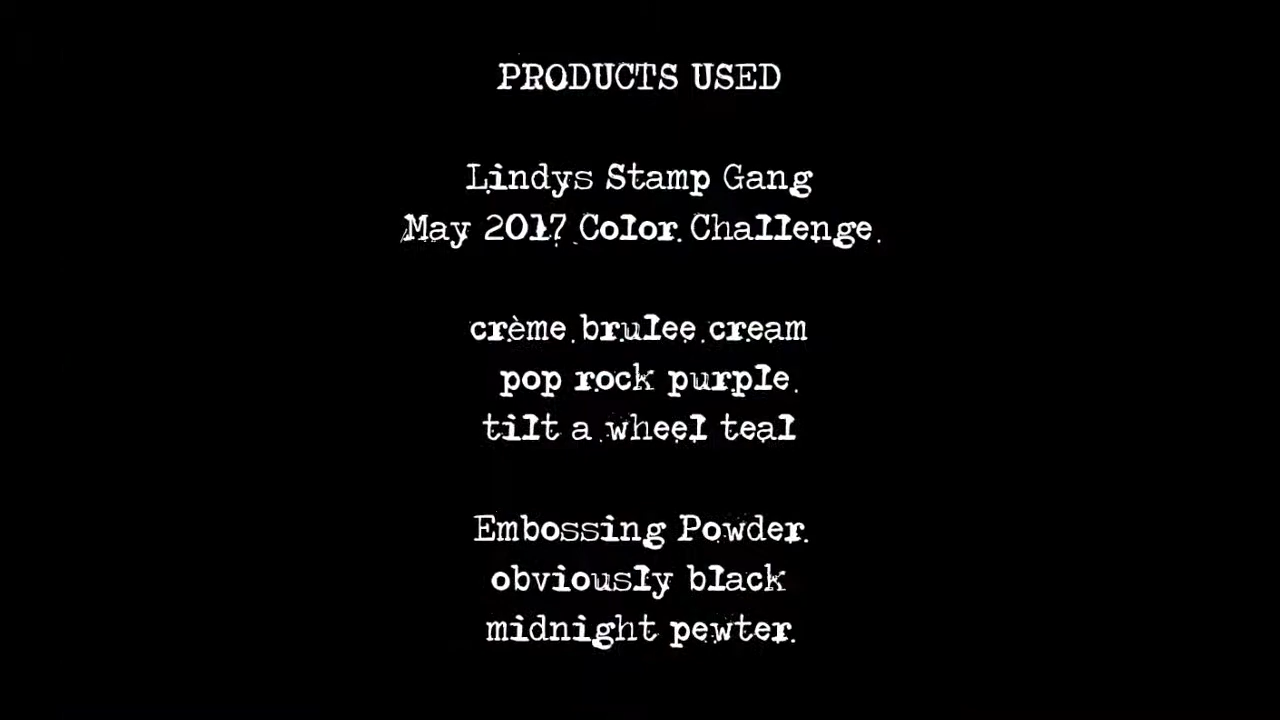 PRODUCTS USED
Lindys Stamp Gang
May 2017 Color Challenge
crème brulee cream
pop rock purple
tilt a wheel teal
Embossing Powder
obviously black
midnight pewter